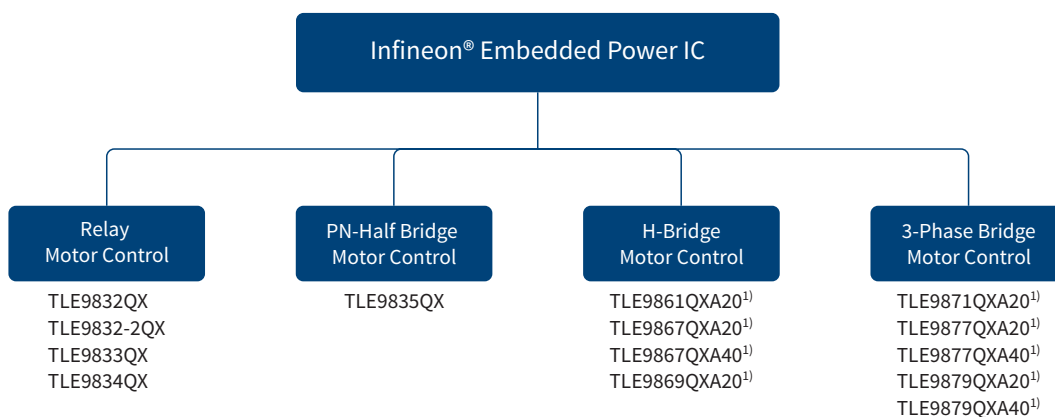 Infineon® Embedded Power IC
Relay
Motor Control
TLE9832QX
TLE9832-2QX
TLE9833QX
TLE9834QX
PN-Half Bridge
Motor Control
TLE9835QX
H-Bridge
Motor Control
TLE9861QXA20¹⁾
TLE9867QXA20¹⁾
TLE9867QXA40¹⁾
TLE9869QXA20¹⁾
3-Phase Bridge
Motor Control
TLE9871QXA20¹⁾
TLE9877QXA20¹⁾
TLE9877QXA40¹⁾
TLE9879QXA20¹⁾
TLE9879QXA40¹⁾